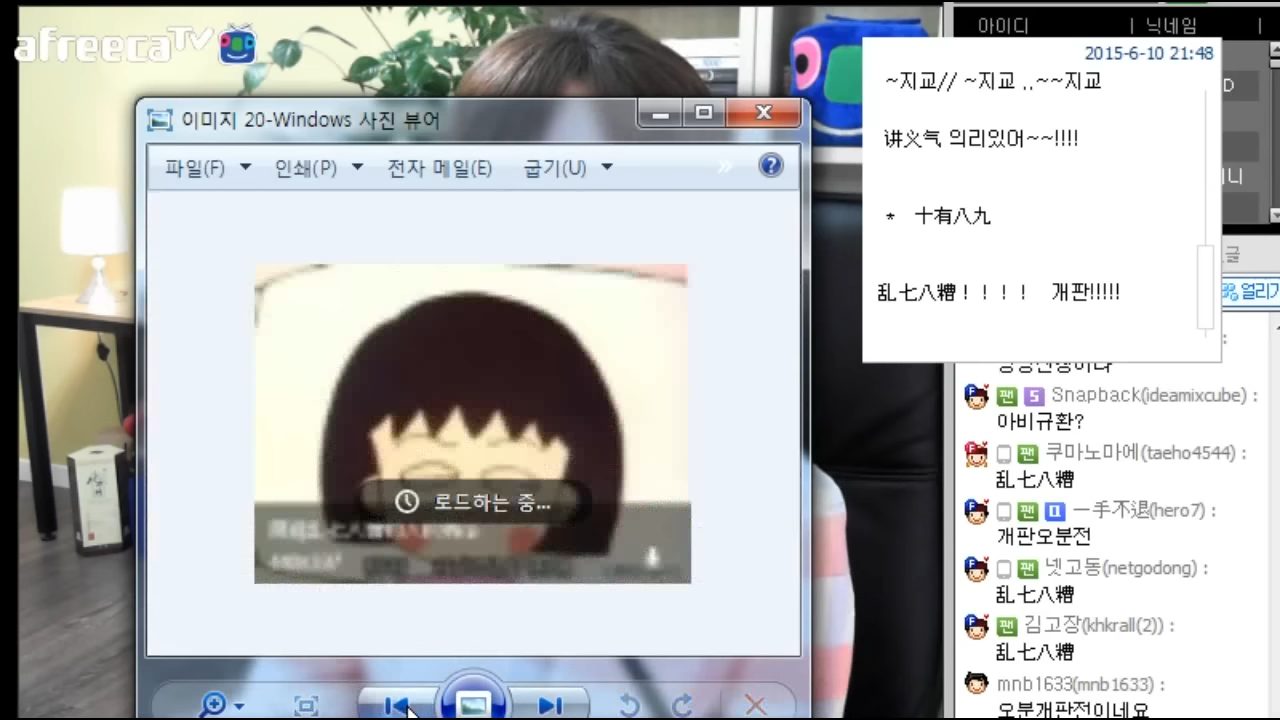 afreecaTV
아이디 | 닉네임 |
2015-6-10 21:48
~지교// ~지교 ..~~지교
讲义气 의리있어~~!!!!
* 十有八九
乱七八糟！！！！ 개판!!!!!
이미지 20-Windows 사진 뷰어
파일(F) 인쇄(P) 전자 메일(E) 굽기(U)
로드하는 중...
얼리기
Snapback(ideamixcube) :
아비규환?
쿠마노마에(taeho4544) :
乱七八糟
一手不退(hero7) :
개판오분전
넷고동(netgodong) :
乱七八糟
김고장(khkrall(2)) :
乱七八糟
mnb1633(mnb1633) :
오분개판전이네요